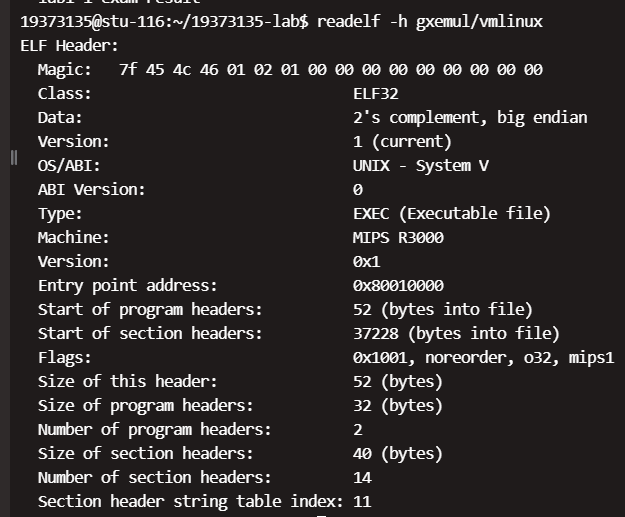 lab1-1-exam-result
19373135@stu-116:~/19373135-lab$ readelf -h gxemul/vmlinux
ELF Header:
  Magic:   7f 45 4c 46 01 02 01 00 00 00 00 00 00 00 00 00
  Class:                             ELF32
  Data:                              2's complement, big endian
  Version:                           1 (current)
  OS/ABI:                            UNIX - System V
  ABI Version:                       0
  Type:                              EXEC (Executable file)
  Machine:                           MIPS R3000
  Version:                           0x1
  Entry point address:               0x80010000
  Start of program headers:          52 (bytes into file)
  Start of section headers:          37228 (bytes into file)
  Flags:                             0x1001, noreorder, o32, mips1
  Size of this header:               52 (bytes)
  Size of program headers:           32 (bytes)
  Number of program headers:         2
  Size of section headers:           40 (bytes)
  Number of section headers:         14
  Section header string table index: 11